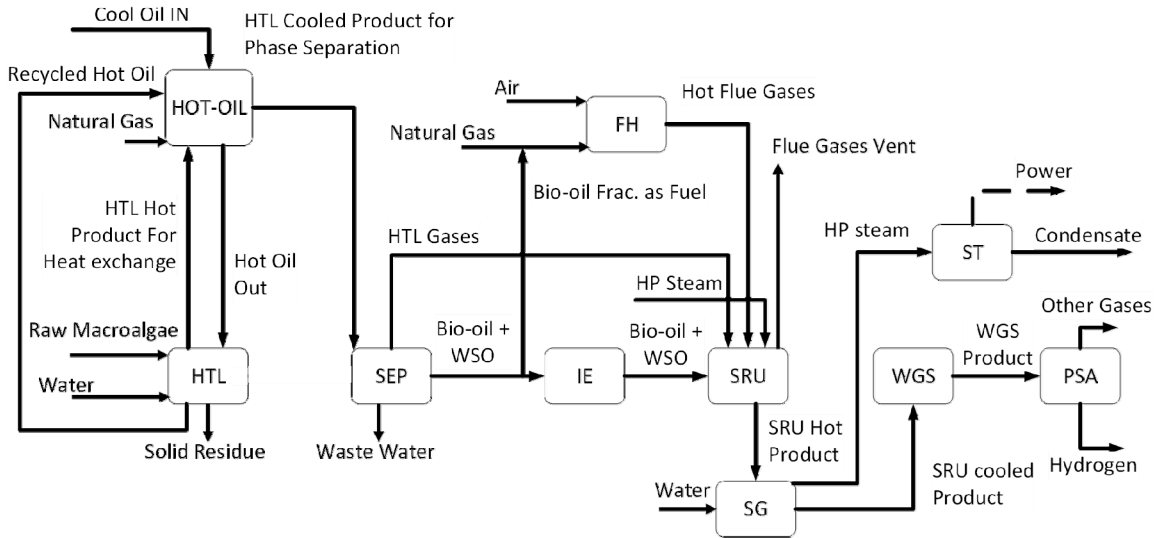 Cool Oil IN
HTL Cooled Product for
Phase Separation
Recycled Hot Oil
HOT-OIL
Natural Gas
Air
Hot Flue Gases
FH
Natural Gas
Flue Gases Vent
Bio-oil Frac. as Fuel
Power
HTL Hot
Product For
Heat exchange
HTL Gases
HP steam
ST
Condensate
Hot Oil
Out
HP Steam
Other Gases
Raw Macroalgae
Bio-oil +
WSO
Bio-oil +
WSO
WGS
Product
HTL
SEP
IE
SRU
WGS
PSA
Water
Solid Residue
Waste Water
SRU Hot
Product
SRU cooled
Product
Hydrogen
Water
SG